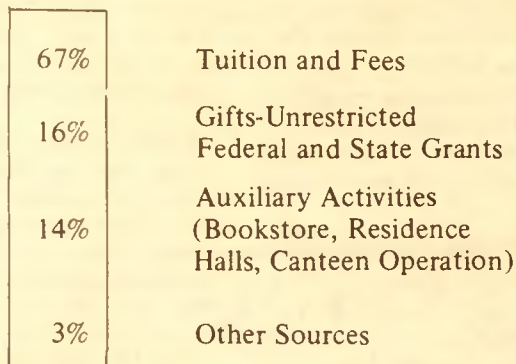 67% Tuition and Fees
16% Gifts-Unrestricted
Federal and State Grants
14% Auxiliary Activities
(Bookstore, Residence
Halls, Canteen Operation)
3% Other Sources